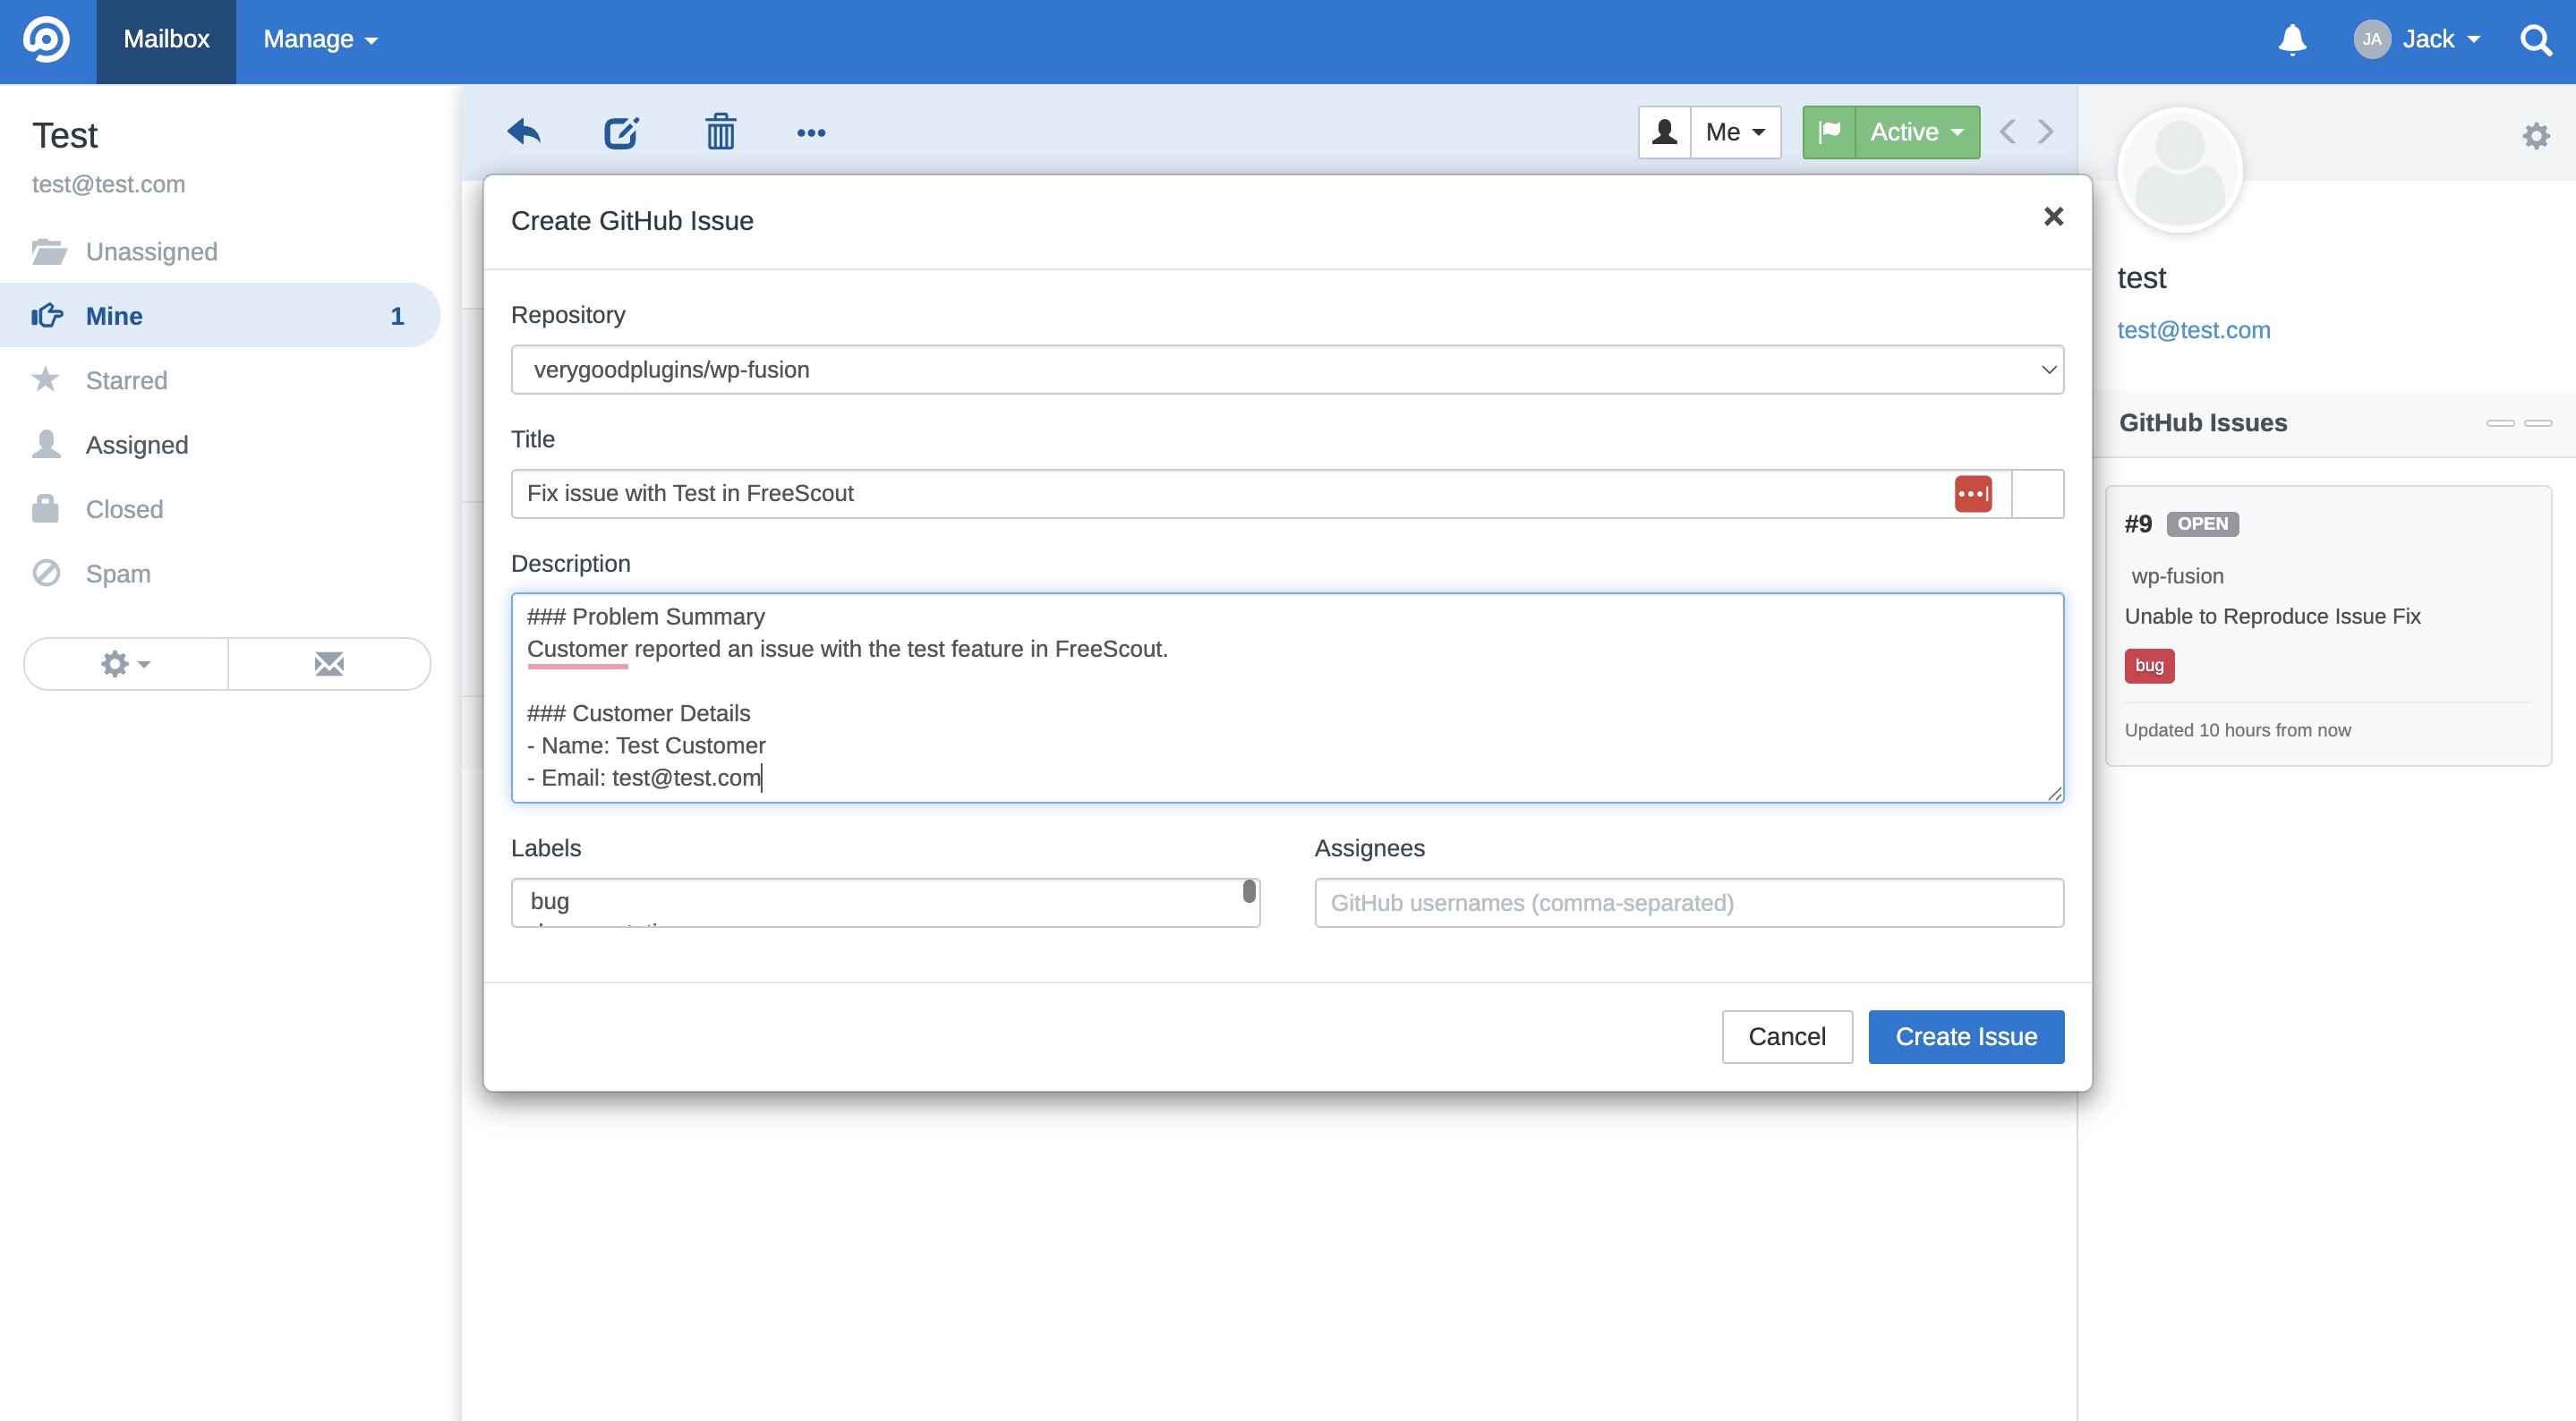 Mailbox
Manage
JA
Jack
Test
test@test.com
Unassigned
Mine 1
Starred
Assigned
Closed
Spam
Me
Active
Create GitHub Issue
Repository
verygoodplugins/wp-fusion
Title
Fix issue with Test in FreeScout
Description
### Problem Summary
Customer reported an issue with the test feature in FreeScout.
### Customer Details
- Name: Test Customer
- Email: test@test.com
Labels
bug
Assignees
GitHub usernames (comma-separated)
Cancel
Create Issue
test
test@test.com
GitHub Issues
#9 OPEN
wp-fusion
Unable to Reproduce Issue Fix
bug
Updated 10 hours from now